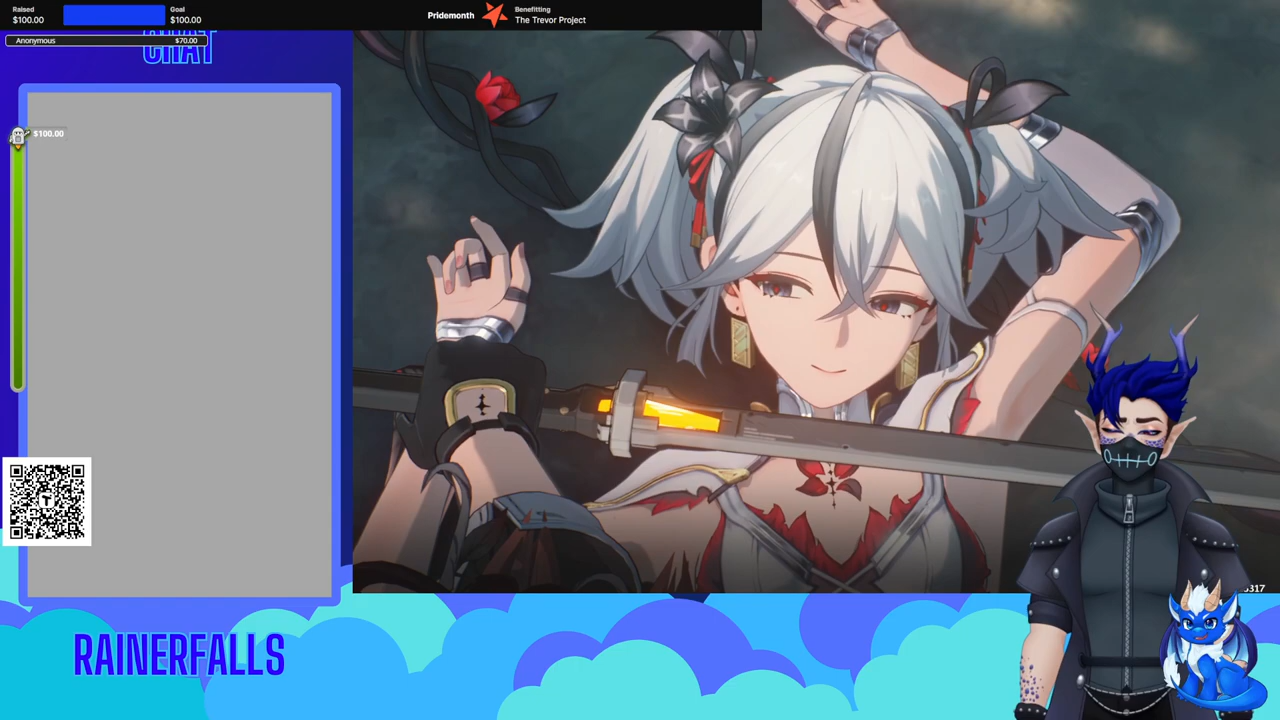 Raised
$100.00
Goal
$100.00
Pridemonth
Benefitting
The Trevor Project
Anonymous
$70.00
CHAT
$100.00
T
RAINERFALLS